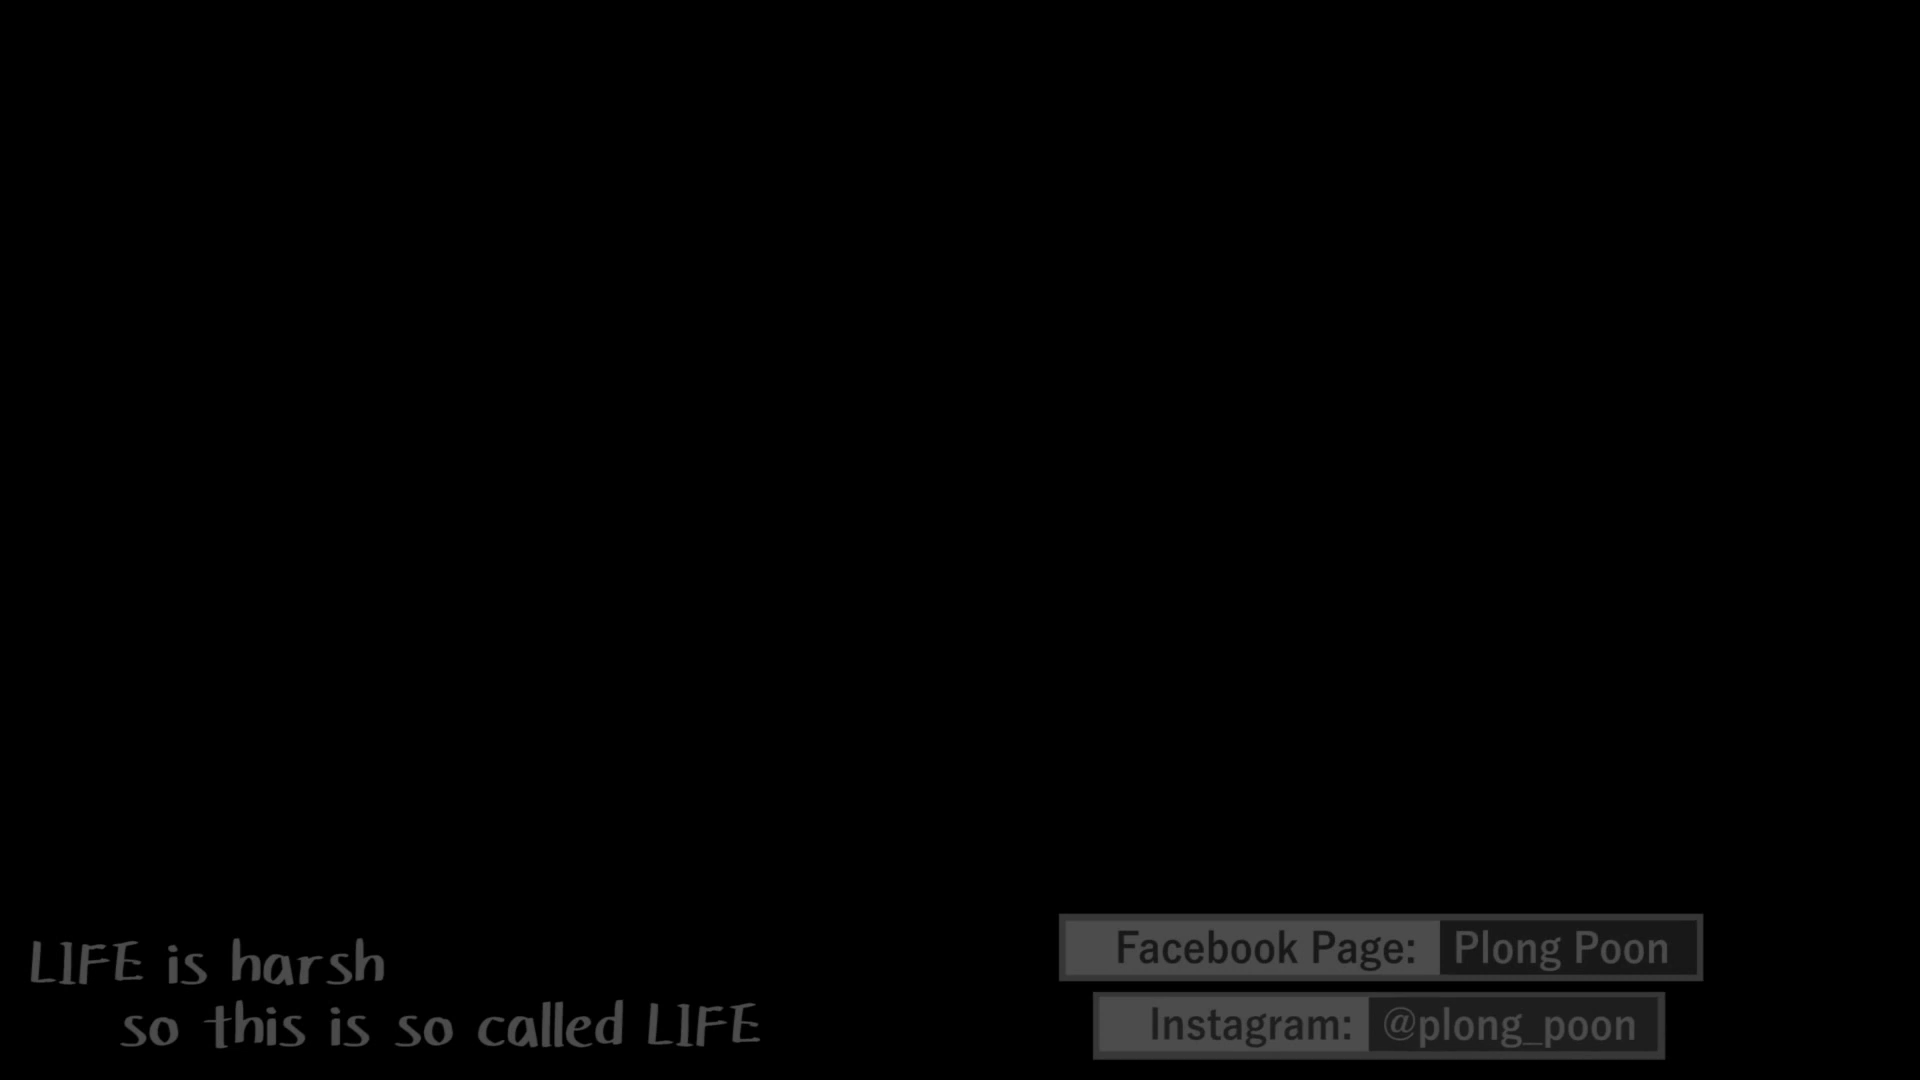 LIFE is harsh
so this is so called LIFE
Facebook Page: Plong Poon
Instagram: @plong_poon